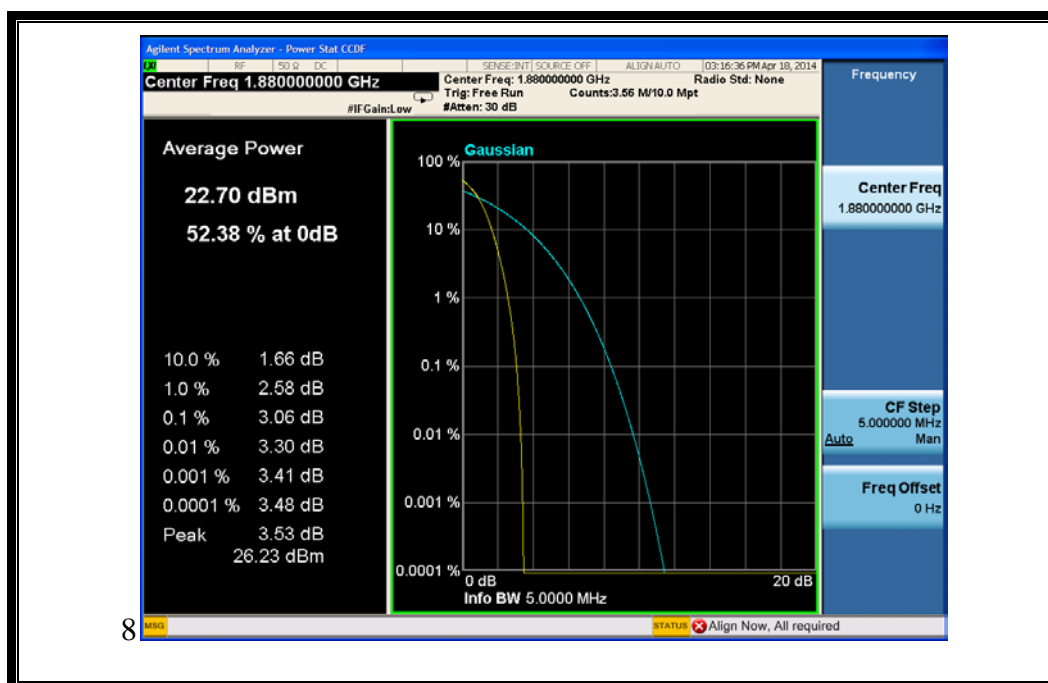 Agilent Spectrum Analyzer - Power Stat CCDF
LXI RF 50 Ω DC SENSE:INT SOURCE OFF ALIGN AUTO 03:16:36 PM Apr 18, 2014
Center Freq 1.880000000 GHz
Center Freq: 1.880000000 GHz Radio Std: None
Trig: Free Run Counts:3.56 M/10.0 Mpt
#IFGain:Low #Atten: 30 dB
Average Power
22.70 dBm
52.38 % at 0dB
10.0 % 1.66 dB
1.0 % 2.58 dB
0.1 % 3.06 dB
0.01 % 3.30 dB
0.001 % 3.41 dB
0.0001 % 3.48 dB
Peak 3.53 dB
26.23 dBm
Gaussian
100 %
10 %
1 %
0.1 %
0.01 %
0.001 %
0.0001 %
0 dB 20 dB
Info BW 5.0000 MHz
Frequency
Center Freq
1.880000000 GHz
CF Step
5.000000 MHz
Auto Man
Freq Offset
0 Hz
8
MSG STATUS Align Now, All required